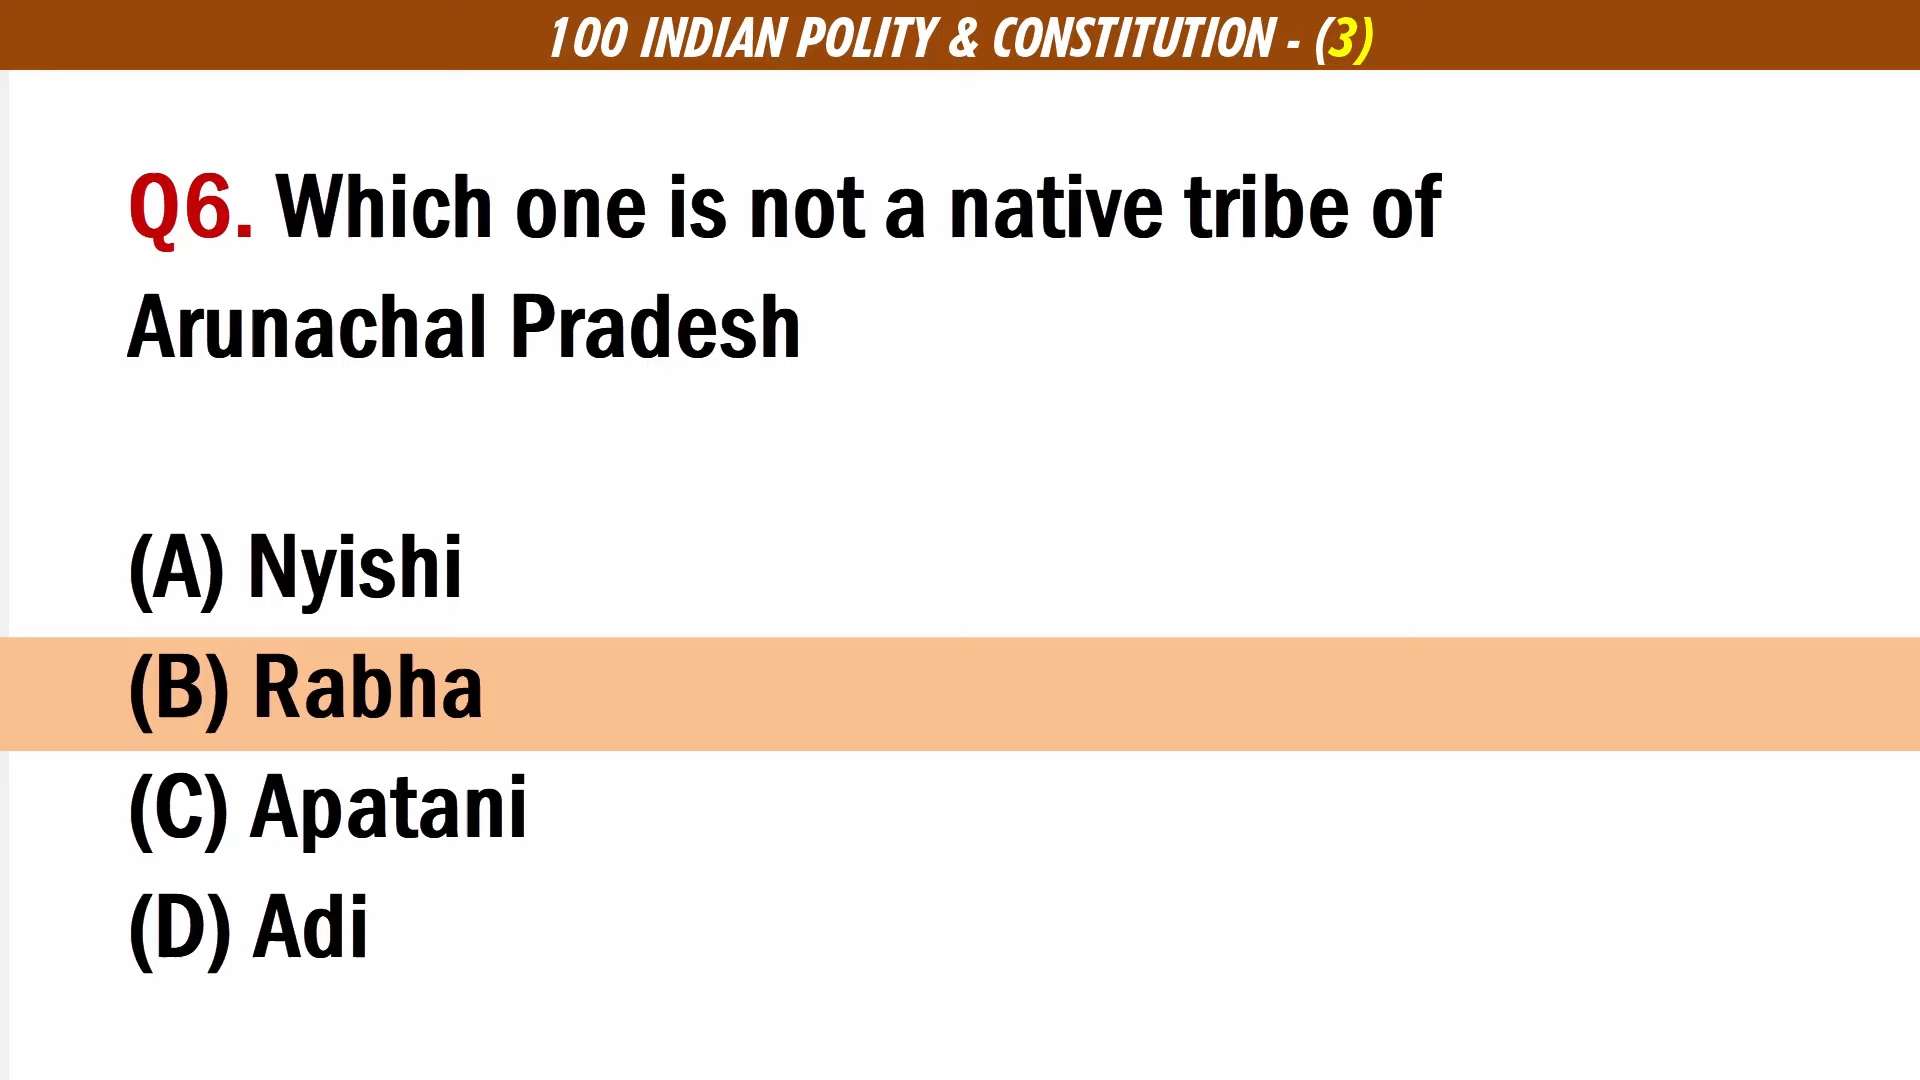 100 INDIAN POLITY & CONSTITUTION - (3)
Q6. Which one is not a native tribe of
Arunachal Pradesh
(A) Nyishi
(B) Rabha
(C) Apatani
(D) Adi